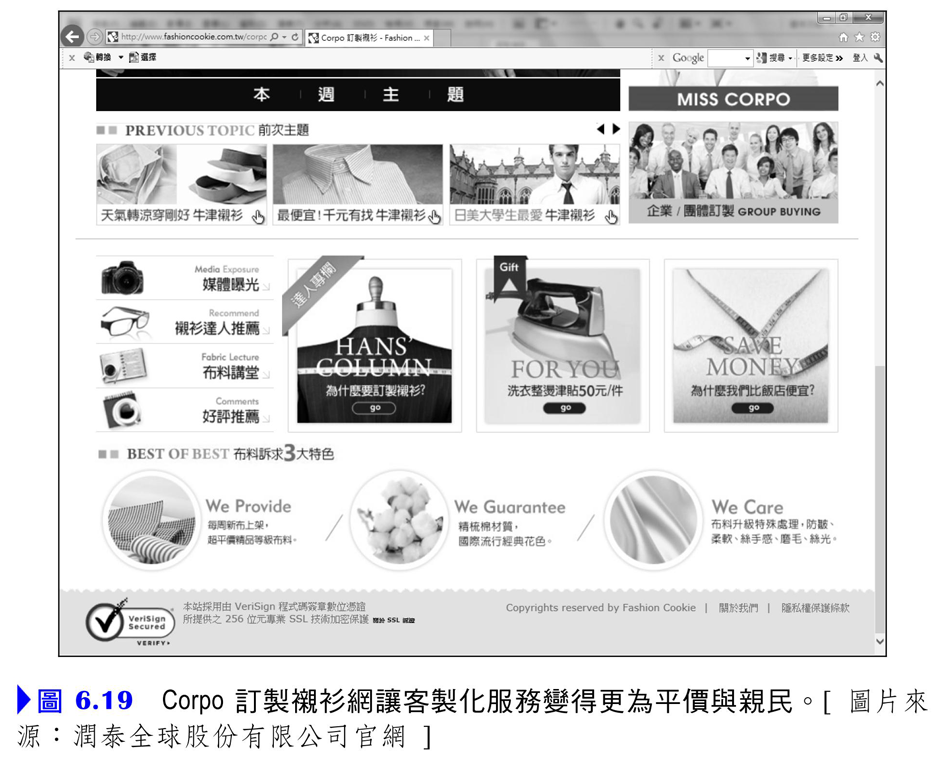 http://www.fashioncookie.com.tw/corpc
Corpo 訂製襯衫 - Fashion ...
轉換
選擇
Google
搜尋
更多設定
登入
本 週 主 題
MISS CORPO
PREVIOUS TOPIC 前次主題
天氣轉涼穿剛好 牛津襯衫
最便宜!千元有找 牛津襯衫
日美大學生最愛 牛津襯衫
企業 / 團體訂製 GROUP BUYING
Media Exposure
媒體曝光
Recommend
襯衫達人推薦
Fabric Lecture
布料講堂
Comments
好評推薦
達人專欄
HANS'
COLUMN
為什麼要訂製襯衫?
go
Gift
FOR YOU
洗衣整燙津貼50元/件
go
SAVE
MONEY
為什麼我們比飯店便宜?
go
BEST OF BEST 布料訴求3大特色
We Provide
每周新布上架,
超平價精品等級布料。
We Guarantee
精梳棉材質,
國際流行經典花色。
We Care
布料升級特殊處理,防皺、
柔軟、絲手感、磨毛、絲光。
VeriSign
Secured
VERIFY
本站採用由 VeriSign 程式碼簽章數位憑證
所提供之 256 位元專業 SSL 技術加密保護 關於 SSL 認證
Copyrights reserved by Fashion Cookie | 關於我們 | 隱私權保護條款
圖 6.19 Corpo 訂製襯衫網讓客製化服務變得更為平價與親民。[ 圖片來
源：潤泰全球股份有限公司官網 ]